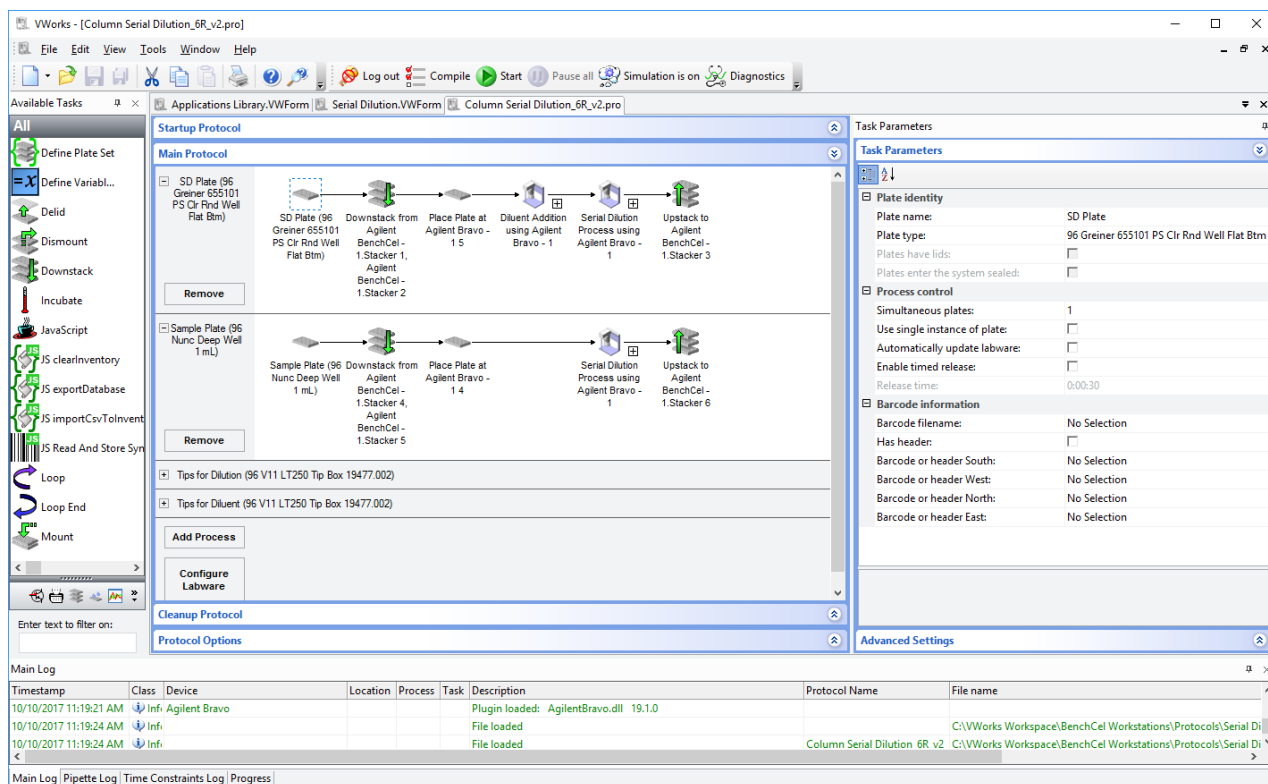 VWorks - [Column Serial Dilution_6R_v2.pro]
File Edit View Tools Window Help
Log out Compile Start Pause all Simulation is on Diagnostics
Available Tasks
Applications Library.VWForm Serial Dilution.VWForm Column Serial Dilution_6R_v2.pro
All
Define Plate Set
=x Define Variabl...
Delid
Dismount
Downstack
Incubate
JavaScript
JS clearInventory
JS exportDatabase
JS importCsvToInvent
JS Read And Store Syn
Loop
Loop End
Mount
Enter text to filter on:
Startup Protocol
Main Protocol
SD Plate (96
Greiner 655101
PS Clr Rnd Well
Flat Btm)
Remove
SD Plate (96
Greiner 655101
PS Clr Rnd Well
Flat Btm)
Downstack from
Agilent
BenchCel -
1.Stacker 1,
Agilent
BenchCel -
1.Stacker 2
Place Plate at
Agilent Bravo -
1 5
Diluent Addition
using Agilent
Bravo - 1
Serial Dilution
Process using
Agilent Bravo -
1
Upstack to
Agilent
BenchCel -
1.Stacker 3
Sample Plate (96
Nunc Deep Well
1 mL)
Remove
Sample Plate (96
Nunc Deep Well
1 mL)
Downstack from
Agilent
BenchCel -
1.Stacker 4,
Agilent
BenchCel -
1.Stacker 5
Place Plate at
Agilent Bravo -
1 4
Serial Dilution
Process using
Agilent Bravo -
1
Upstack to
Agilent
BenchCel -
1.Stacker 6
Tips for Dilution (96 V11 LT250 Tip Box 19477.002)
Tips for Diluent (96 V11 LT250 Tip Box 19477.002)
Add Process
Configure
Labware
Cleanup Protocol
Protocol Options
Task Parameters
Task Parameters
Plate identity
Plate name: SD Plate
Plate type: 96 Greiner 655101 PS Clr Rnd Well Flat Btm
Plates have lids:
Plates enter the system sealed:
Process control
Simultaneous plates: 1
Use single instance of plate:
Automatically update labware:
Enable timed release:
Release time: 0:00:30
Barcode information
Barcode filename: No Selection
Has header:
Barcode or header South: No Selection
Barcode or header West: No Selection
Barcode or header North: No Selection
Barcode or header East: No Selection
Advanced Settings
Main Log
Timestamp Class Device Location Process Task Description Protocol Name File name
10/10/2017 11:19:21 AM Info Agilent Bravo Plugin loaded: AgilentBravo.dll 19.1.0
10/10/2017 11:19:24 AM Info File loaded C:\VWorks Workspace\BenchCel Workstations\Protocols\Serial Di
10/10/2017 11:19:24 AM Info File loaded Column Serial Dilution_6R_v2 C:\VWorks Workspace\BenchCel Workstations\Protocols\Serial Di
Main Log Pipette Log Time Constraints Log Progress